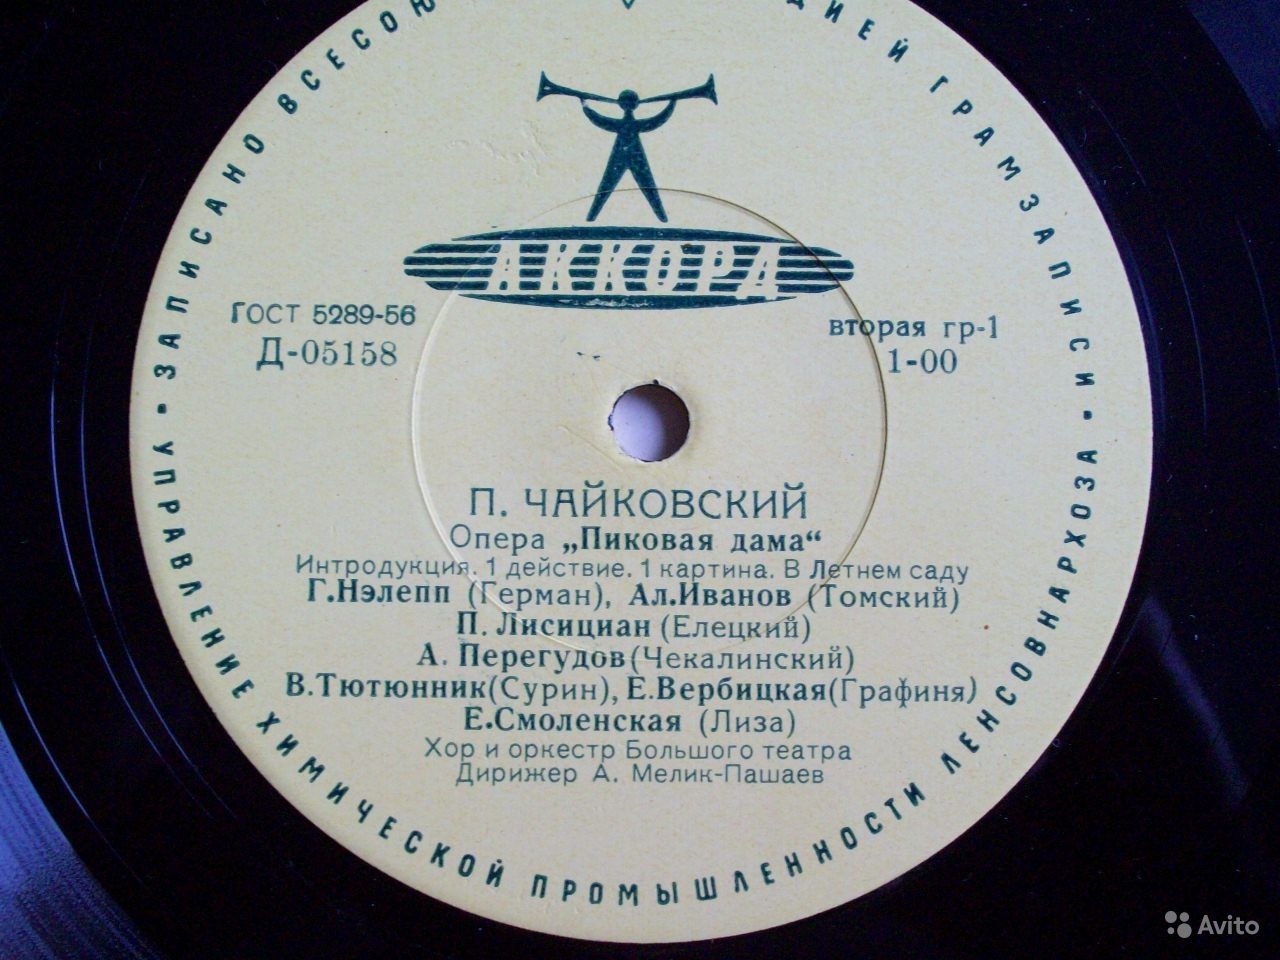 ЗАПИСАНО ВСЕСОЮ ДИЕЙ ГРАМЗАПИСИ
АККОРД
ГОСТ 5289-56
Д-05158
вторая гр-1
1-00
П. ЧАЙКОВСКИЙ
Опера „Пиковая дама“
Интродукция. 1 действие. 1 картина. В Летнем саду
Г.Нэлепп (Герман), Ал.Иванов (Томский)
П. Лисициан (Елецкий)
А. Перегудов(Чекалинский)
В.Тютюнник(Сурин), Е.Вербицкая(Графиня)
Е.Смоленская (Лиза)
Хор и оркестр Большого театра
Дирижер А. Мелик-Пашаев
УПРАВЛЕНИЕ ХИМИЧЕСКОЙ ПРОМЫШЛЕННОСТИ ЛЕНСОВНАРХОЗА
Avito